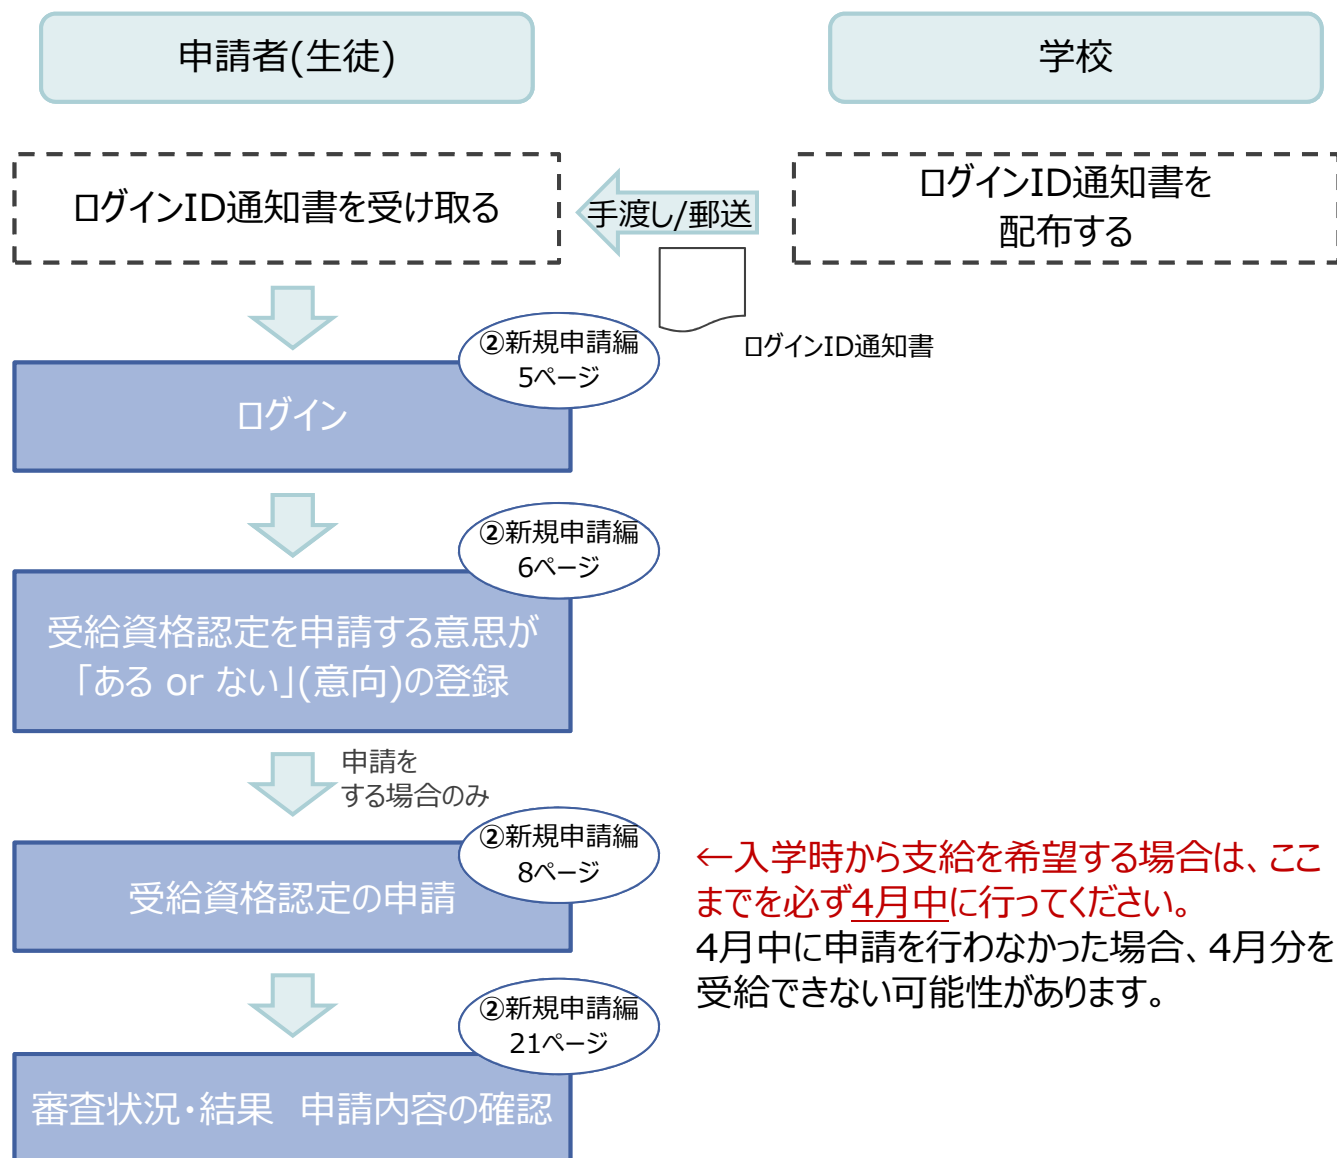 申請者(生徒)
学校
ログインID通知書を受け取る
手渡し/郵送
ログインID通知書を
配布する
ログインID通知書
②新規申請編
5ページ
ログイン
②新規申請編
6ページ
受給資格認定を申請する意思が
「ある or ない」(意向)の登録
申請を
する場合のみ
②新規申請編
8ページ
受給資格認定の申請
←入学時から支給を希望する場合は、ここ
までを必ず4月中に行ってください。
4月中に申請を行わなかった場合、4月分を
受給できない可能性があります。
②新規申請編
21ページ
審査状況・結果　申請内容の確認